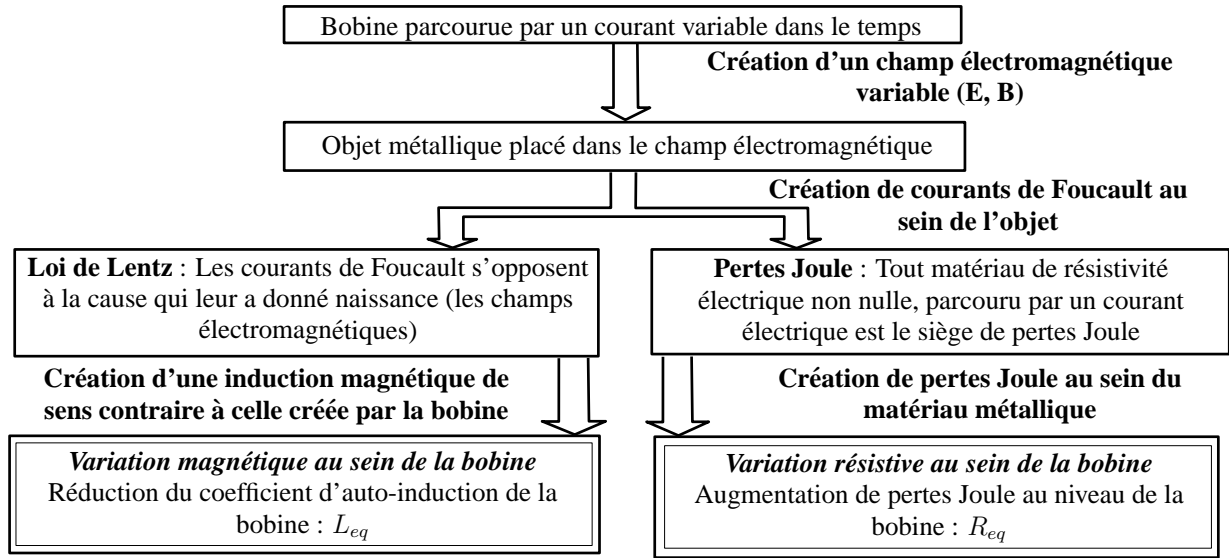 Bobine parcourue par un courant variable dans le temps
Création d'un champ électromagnétique
variable (E, B)
Objet métallique placé dans le champ électromagnétique
Création de courants de Foucault au
sein de l'objet
Loi de Lentz : Les courants de Foucault s'opposent
à la cause qui leur a donné naissance (les champs
électromagnétiques)
Pertes Joule : Tout matériau de résistivité
électrique non nulle, parcouru par un courant
électrique est le siège de pertes Joule
Création d'une induction magnétique de
sens contraire à celle créée par la bobine
Création de pertes Joule au sein du
matériau métallique
Variation magnétique au sein de la bobine
Réduction du coefficient d'auto-induction de la
bobine : L_{eq}
Variation résistive au sein de la bobine
Augmentation de pertes Joule au niveau de la
bobine : R_{eq}